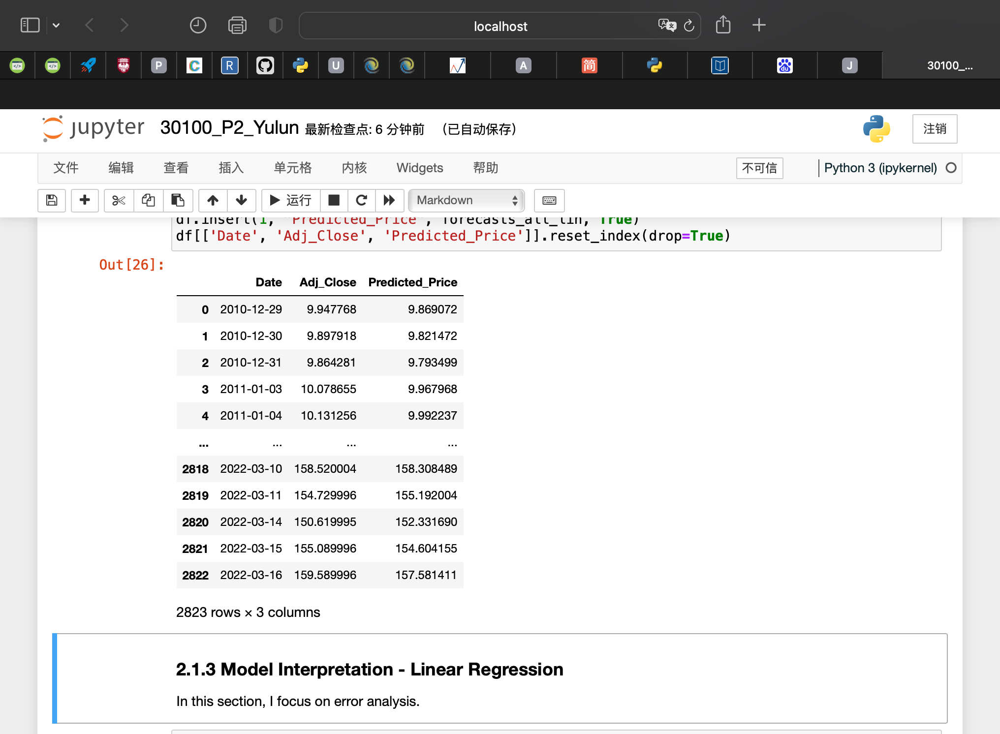 localhost
P
R
U
A
简
du
J
30100_...
jupyter 30100_P2_Yulun 最新检查点: 6 分钟前 (已自动保存)
注销
文件 编辑 查看 插入 单元格 内核 Widgets 帮助 不可信 Python 3 (ipykernel)
运行 Markdown
df.insert(1, "Predicted_Price", forecasts_all_lin, True)
df[['Date', 'Adj_Close', 'Predicted_Price']].reset_index(drop=True)
Out[26]:
Date Adj_Close Predicted_Price
0 2010-12-29 9.947768 9.869072
1 2010-12-30 9.897918 9.821472
2 2010-12-31 9.864281 9.793499
3 2011-01-03 10.078655 9.967968
4 2011-01-04 10.131256 9.992237
... ... ... ...
2818 2022-03-10 158.520004 158.308489
2819 2022-03-11 154.729996 155.192004
2820 2022-03-14 150.619995 152.331690
2821 2022-03-15 155.089996 154.604155
2822 2022-03-16 159.589996 157.581411
2823 rows × 3 columns
2.1.3 Model Interpretation - Linear Regression
In this section, I focus on error analysis.